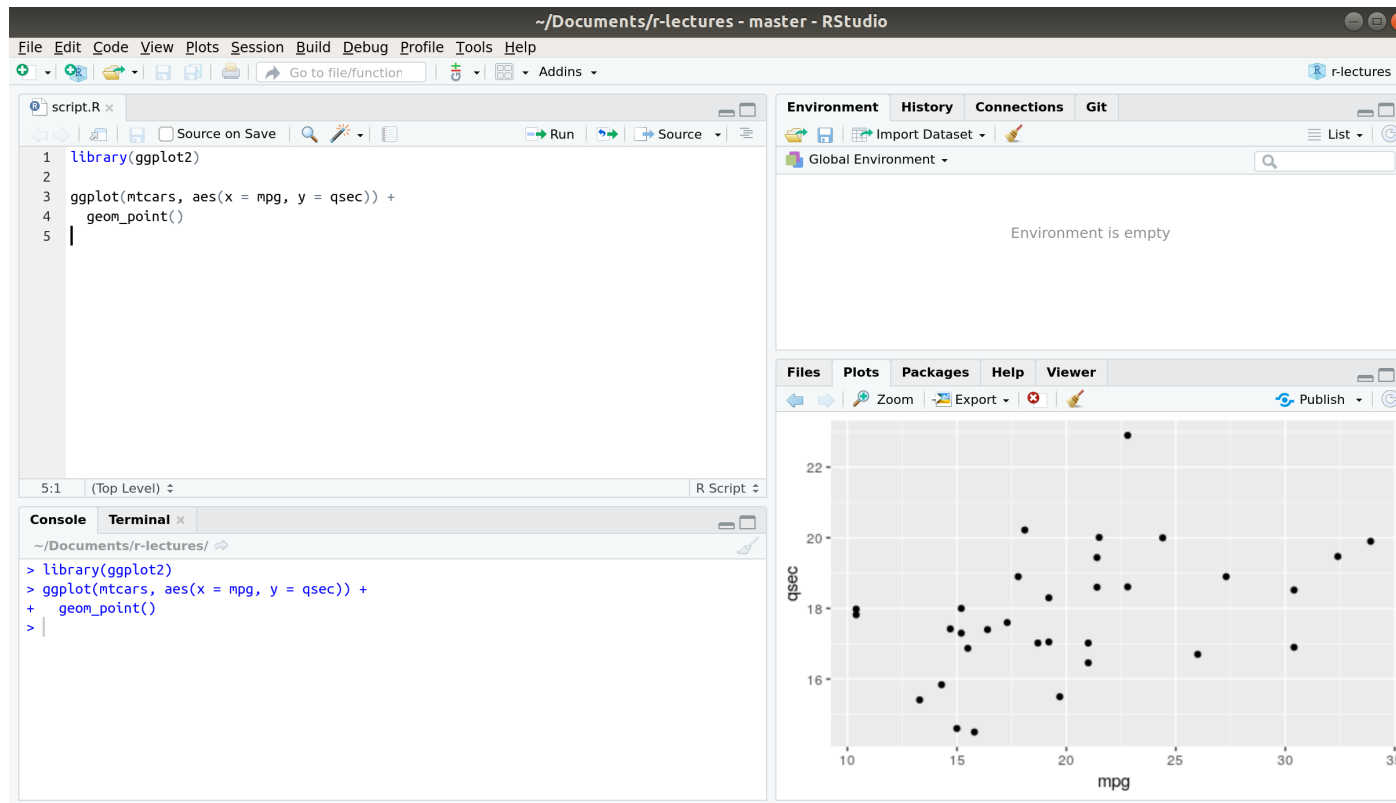 ~/Documents/r-lectures - master - RStudio
File Edit Code View Plots Session Build Debug Profile Tools Help
Go to file/function Addins r-lectures
script.R
Source on Save Run Source
1 library(ggplot2)
2
3 ggplot(mtcars, aes(x = mpg, y = qsec)) +
4   geom_point()
5
5:1 (Top Level) R Script
Console Terminal
~/Documents/r-lectures/
> library(ggplot2)
> ggplot(mtcars, aes(x = mpg, y = qsec)) +
+   geom_point()
>
Environment History Connections Git
Import Dataset List
Global Environment
Environment is empty
Files Plots Packages Help Viewer
Zoom Export Publish
22
20
18
16
qsec
10 15 20 25 30
mpg